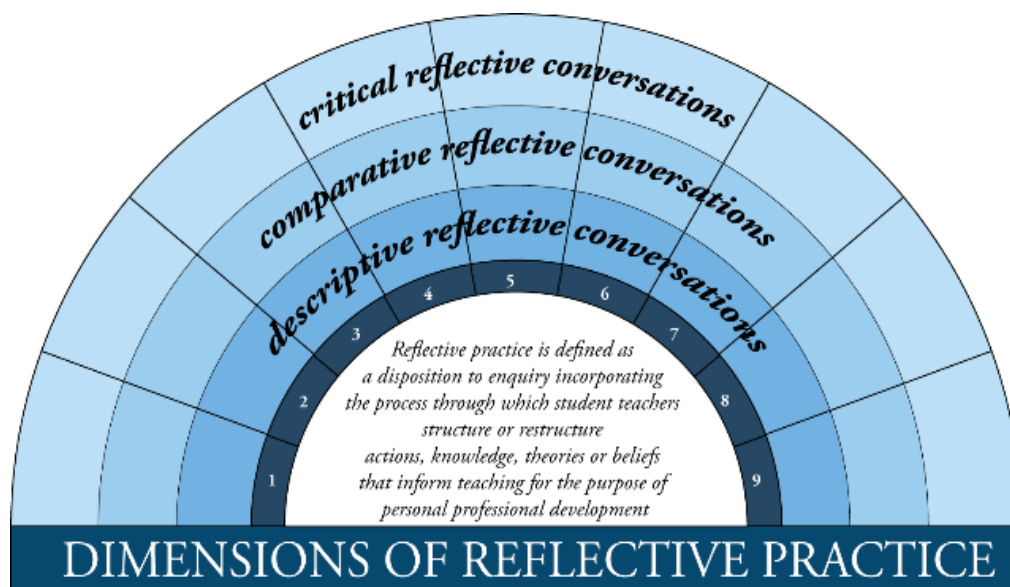 critical reflective conversations
comparative reflective conversations
descriptive reflective conversations
1
2
3
4
5
6
7
8
9
Reflective practice is defined as
a disposition to enquiry incorporating
the process through which student teachers
structure or restructure
actions, knowledge, theories or beliefs
that inform teaching for the purpose of
personal professional development
DIMENSIONS OF REFLECTIVE PRACTICE